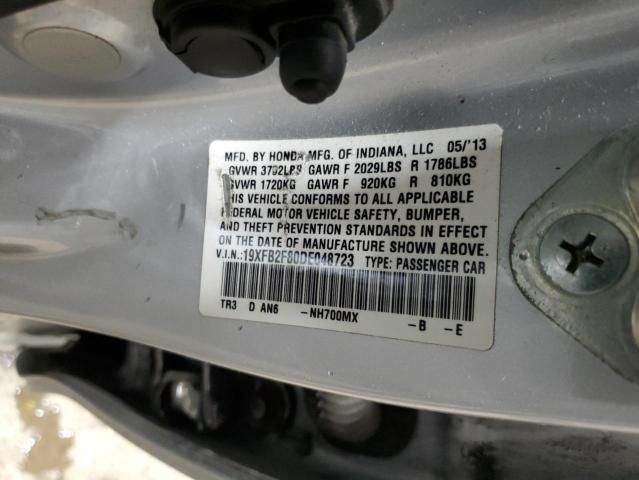 MFD. BY HONDA MFG. OF INDIANA, LLC 05/'13
GVWR 3792LBS GAWR F 2029LBS R 1786LBS
GVWR 1720KG GAWR F 920KG R 810KG
THIS VEHICLE CONFORMS TO ALL APPLICABLE
FEDERAL MOTOR VEHICLE SAFETY, BUMPER,
AND THEFT PREVENTION STANDARDS IN EFFECT
ON THE DATE OF MANUFACTURE SHOWN ABOVE.
V.I.N.:19XFB2F80DE048723 TYPE: PASSENGER CAR
TR3 D AN6 -NH700MX -B -E